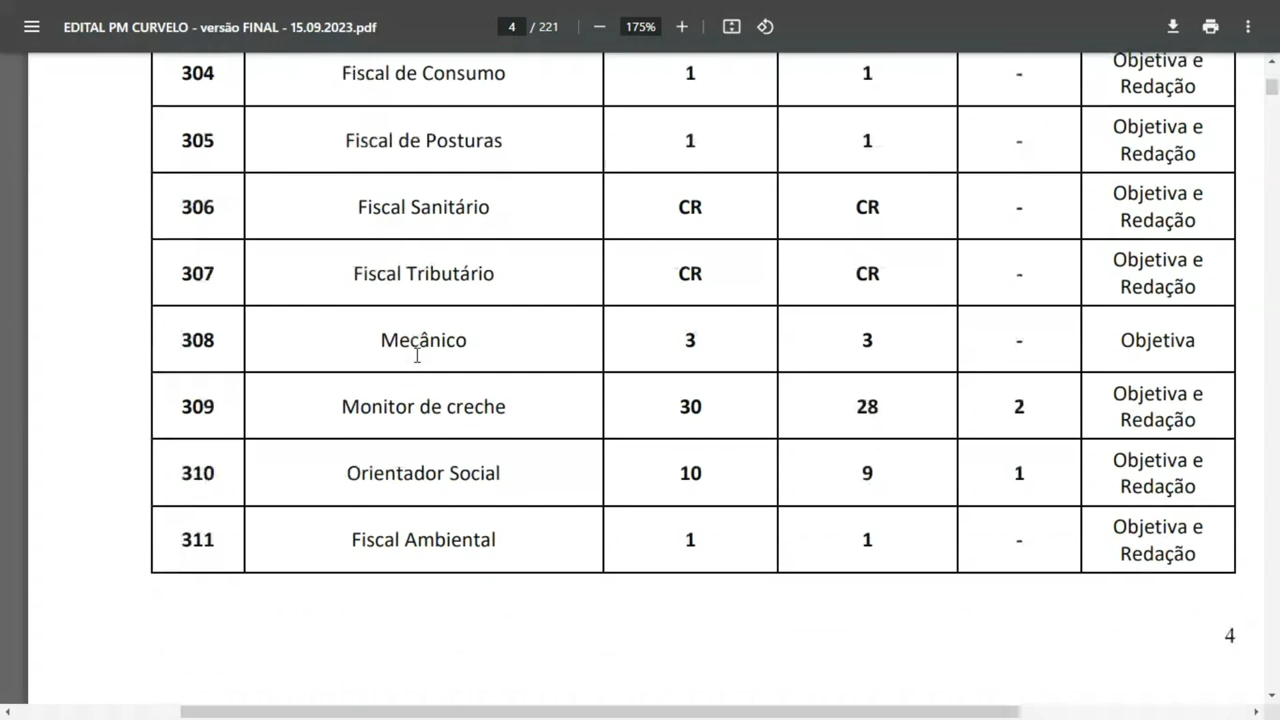 EDITAL PM CURVELO - versão FINAL - 15.09.2023.pdf 4 / 221 175%
304 Fiscal de Consumo 1 1 - Objetiva e Redação
305 Fiscal de Posturas 1 1 - Objetiva e Redação
306 Fiscal Sanitário CR CR - Objetiva e Redação
307 Fiscal Tributário CR CR - Objetiva e Redação
308 Mecânico 3 3 - Objetiva
309 Monitor de creche 30 28 2 Objetiva e Redação
310 Orientador Social 10 9 1 Objetiva e Redação
311 Fiscal Ambiental 1 1 - Objetiva e Redação
4